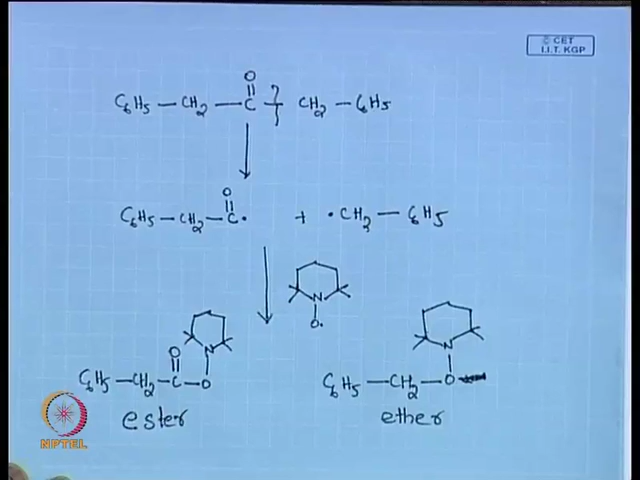 © CET
I.I.T. KGP
O
C6H5 — CH2 — C — CH2 — C6H5
O
C6H5 — CH2 — C· + ·CH2 — C6H5
N
O·
O N N
C6H5 — CH2 — C — O C6H5 — CH2 — O
ester ether
NPTEL